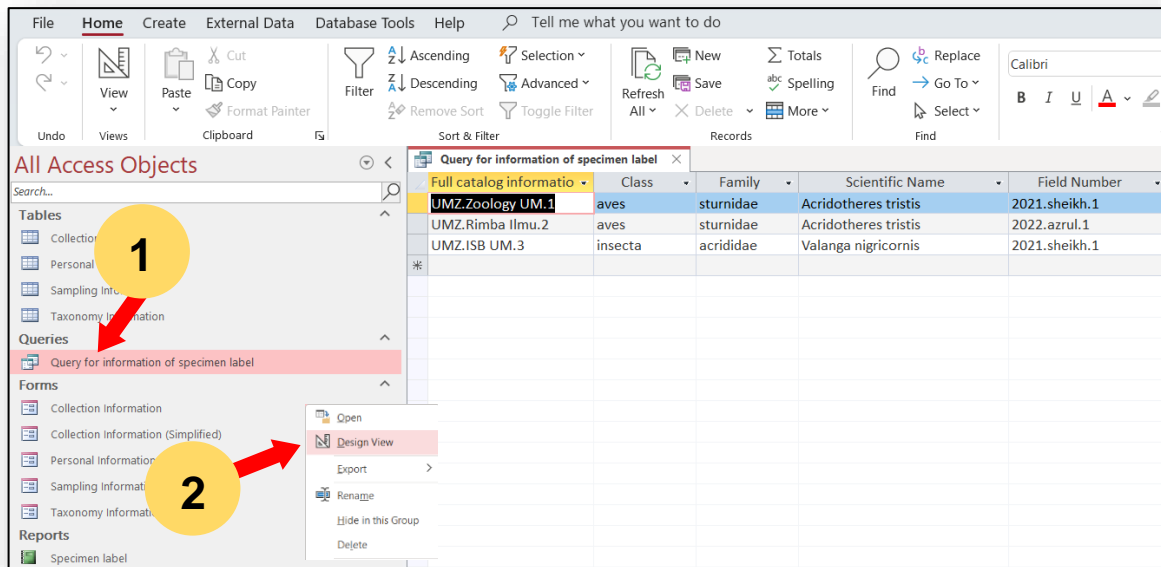 File Home Create External Data Database Tools Help Tell me what you want to do
View
Paste
Cut
Copy
Format Painter
Filter
Ascending
Descending
Remove Sort
Selection
Advanced
Toggle Filter
Refresh
All
New
Save
Delete
Totals
Spelling
More
Find
Replace
Go To
Select
Calibri
B I U A
Undo Views Clipboard Sort & Filter Records Find
All Access Objects
Search...
Tables
Collection
Personal
Sampling Info
Taxonomy Information
Queries
Query for information of specimen label
Forms
Collection Information
Collection Information (Simplified)
Personal Information
Sampling Informati
Taxonomy Informati
Reports
Specimen label
1
2
Open
Design View
Export
Rename
Hide in this Group
Delete
Query for information of specimen label
Full catalog informatio Class Family Scientific Name Field Number
UMZ.Zoology UM.1 aves sturnidae Acridotheres tristis 2021.sheikh.1
UMZ.Rimba Ilmu.2 aves sturnidae Acridotheres tristis 2022.azrul.1
UMZ.ISB UM.3 insecta acrididae Valanga nigricornis 2021.sheikh.1